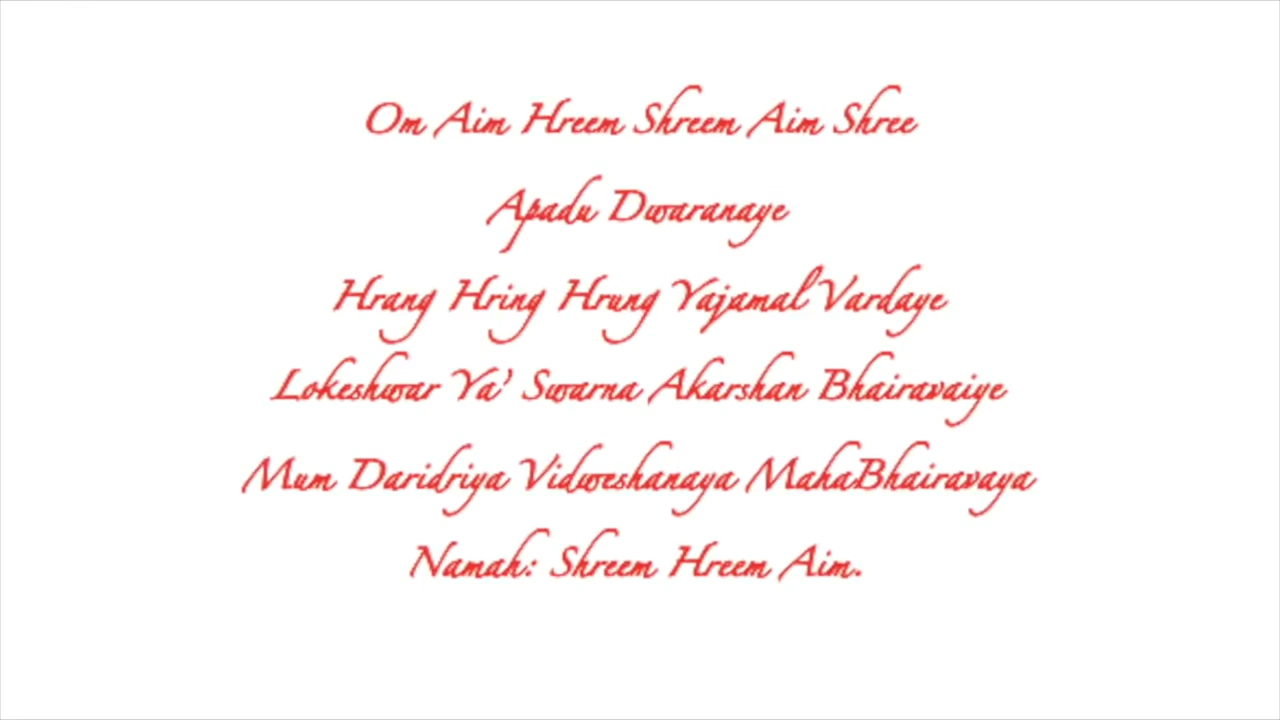 Om Aim Hreem Shreem Aim Shree
Apadu Dwaranaye
Hrang Hring Hrung Yajamal Vardaye
Lokeshwar Ya' Swarna Akarshan Bhairavaiye
Mum Daridriya Vidweshanaya MahaBhairavaya
Namah: Shreem Hreem Aim.